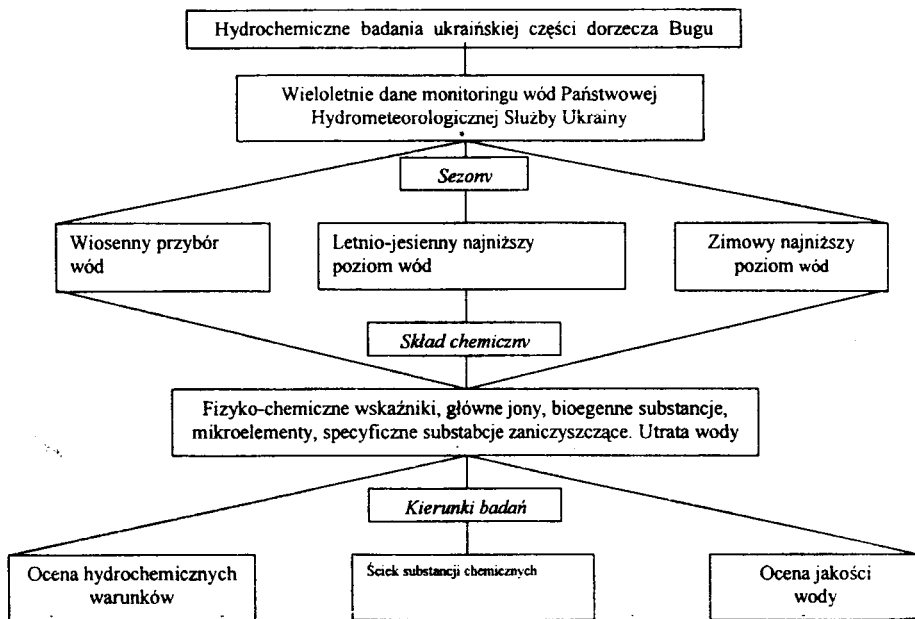 Hydrochemiczne badania ukraińskiej części dorzecza Bugu
Wieloletnie dane monitoringu wód Państwowej
Hydrometeorologicznej Służby Ukrainy
Sezony
Wiosenny przybór
wód
Letnio-jesienny najniższy
poziom wód
Zimowy najniższy
poziom wód
Skład chemiczny
Fizyko-chemiczne wskaźniki, główne jony, bioegenne substancje,
mikroelementy, specyficzne substabcje zaniczyszczące. Utrata wody
Kierunki badań
Ocena hydrochemicznych
warunków
Ściek substancji chemicznych
Ocena jakości
wody